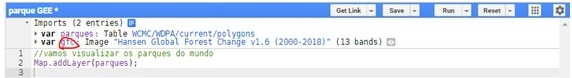 parque GEE *
Get Link
Save
Run
Reset
Imports (2 entries)
var parques: Table WCMC/WDPA/current/polygons
var gfc: Image "Hansen Global Forest Change v1.6 (2000-2018)" (13 bands)
1 //vamos visualizar os parques do mundo
2 Map.addLayer(parques);
3